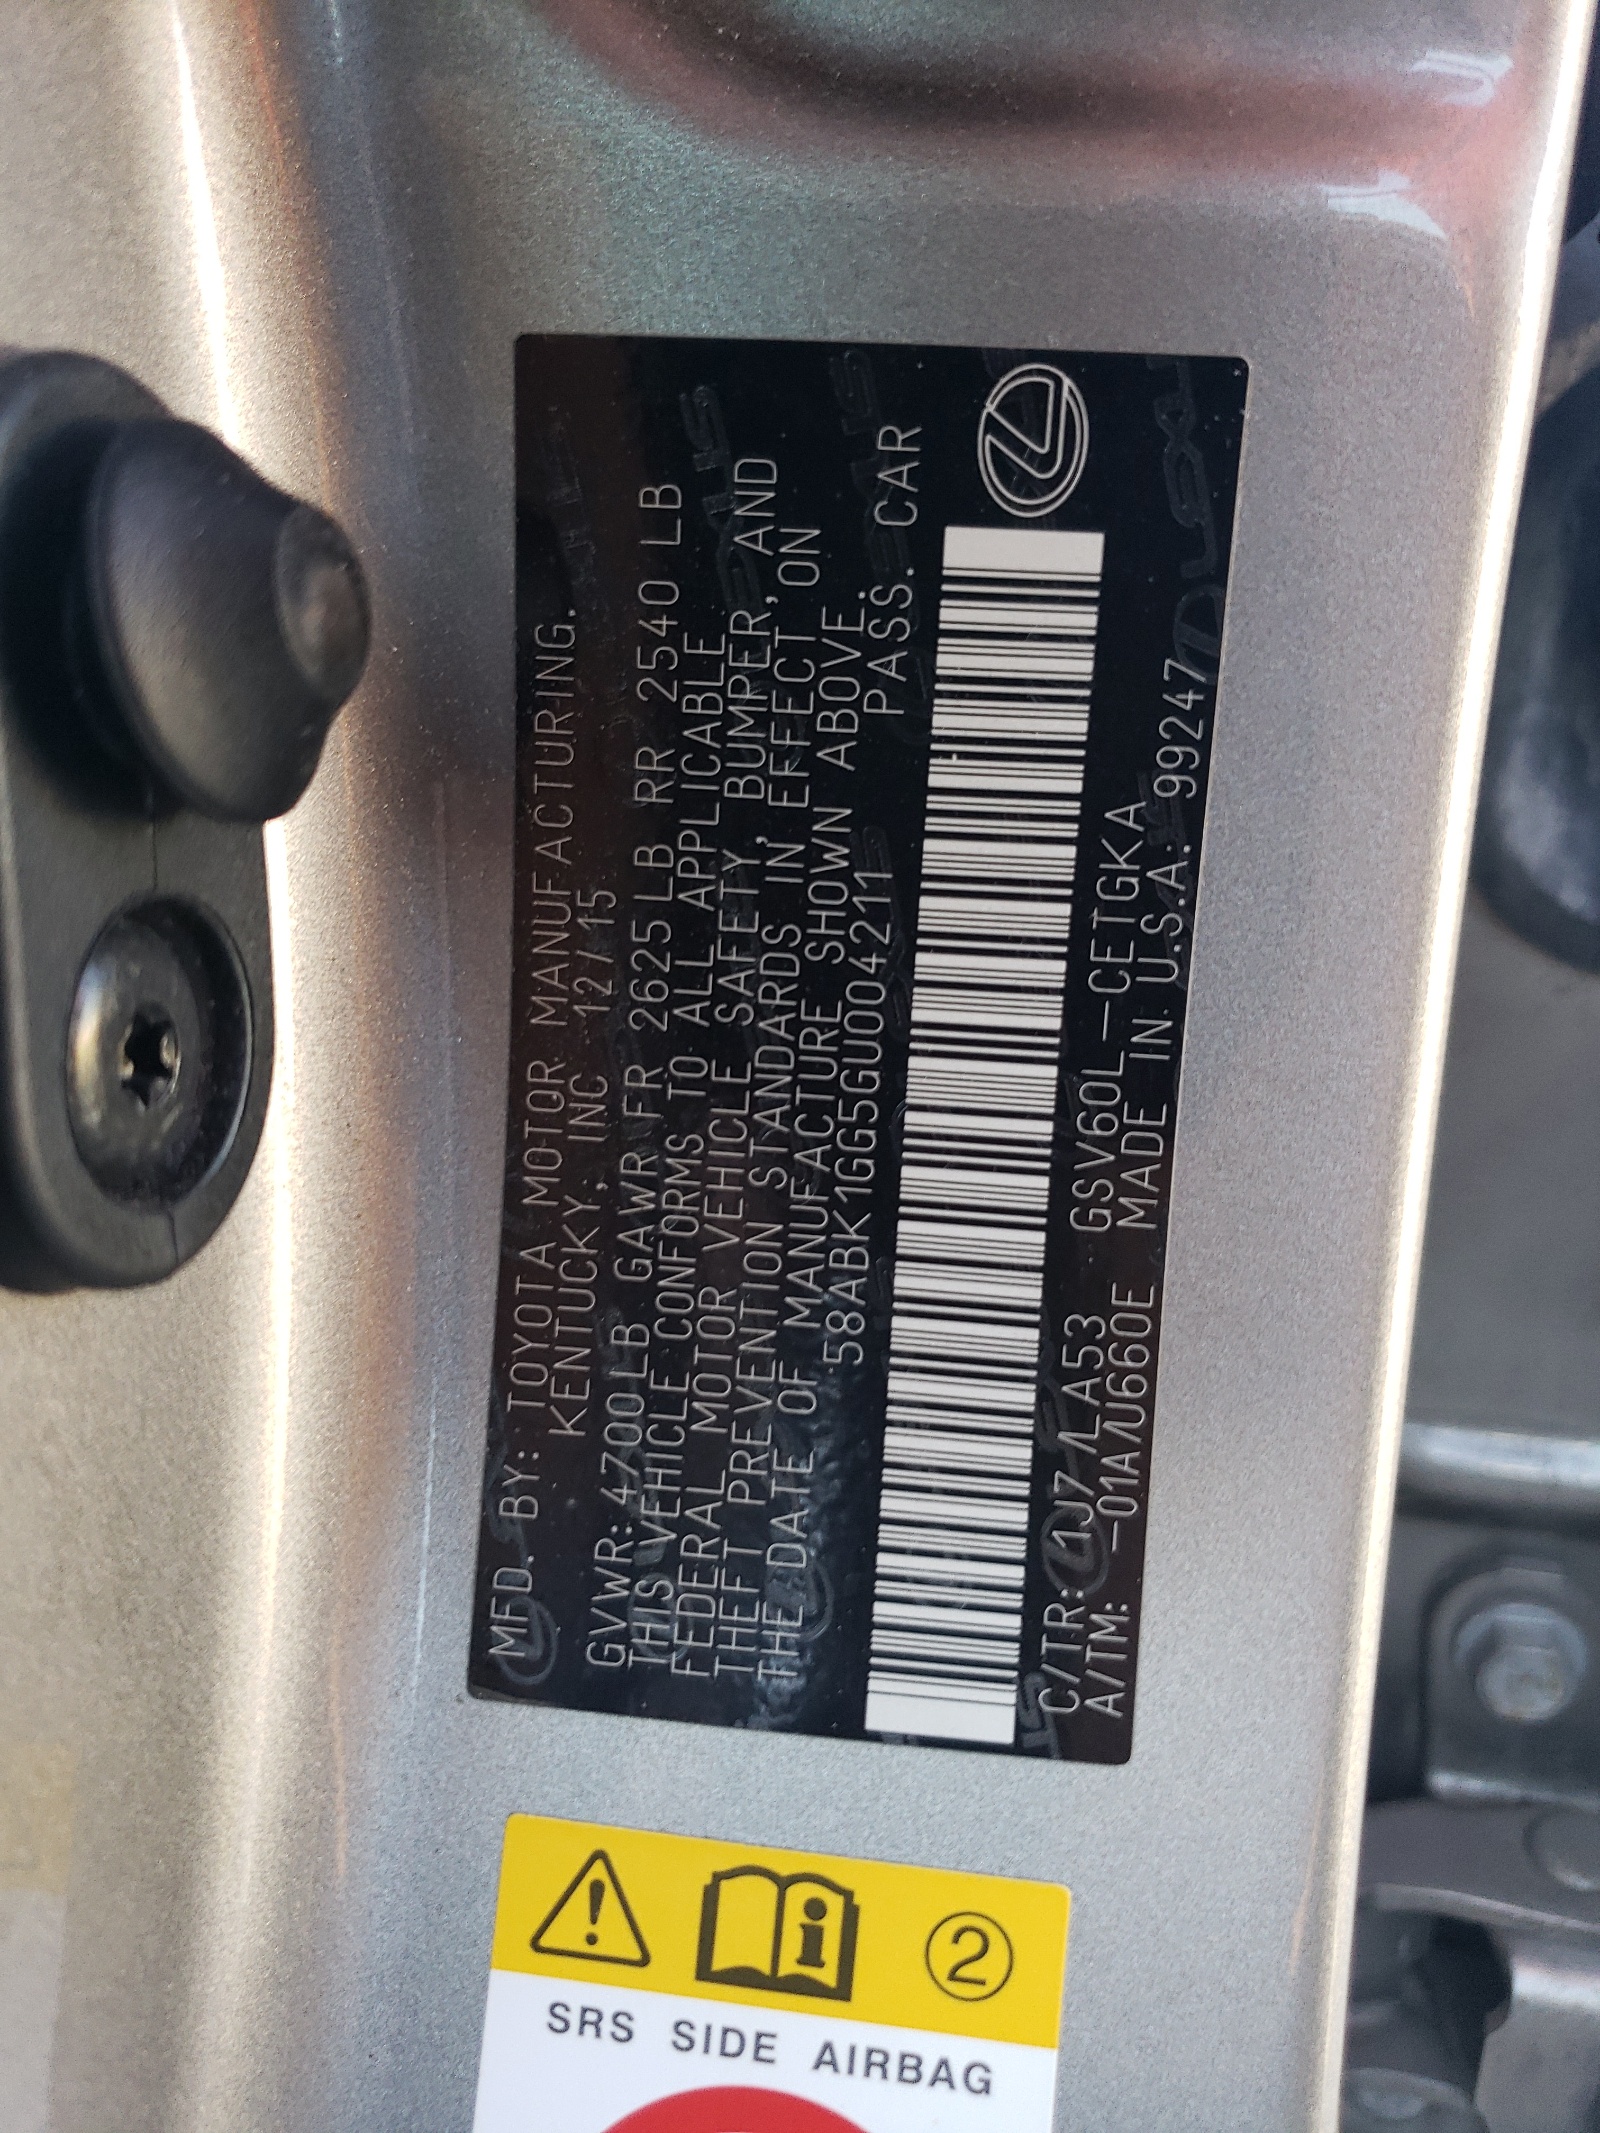 MFD. BY: TOYOTA MOTOR MANUFACTURING.
KENTUCKY, INC 12/15
GVWR: 4700LB GAWR FR 2625LB RR 2540 LB
THIS VEHICLE CONFORMS TO ALL APPLICABLE
FEDERAL MOTOR VEHICLE SAFETY, BUMPER, AND
THEFT PREVENTION STANDARDS IN EFFECT ON
THE DATE OF MANUFACTURE SHOWN ABOVE.
58ABK1GG5GU004211 PASS. CAR
C/TR: 1J7/LA53 GSV60L-CETGKA
A/TM: -01A/U660E MADE IN U.S.A. 99247
2
SRS SIDE AIRBAG